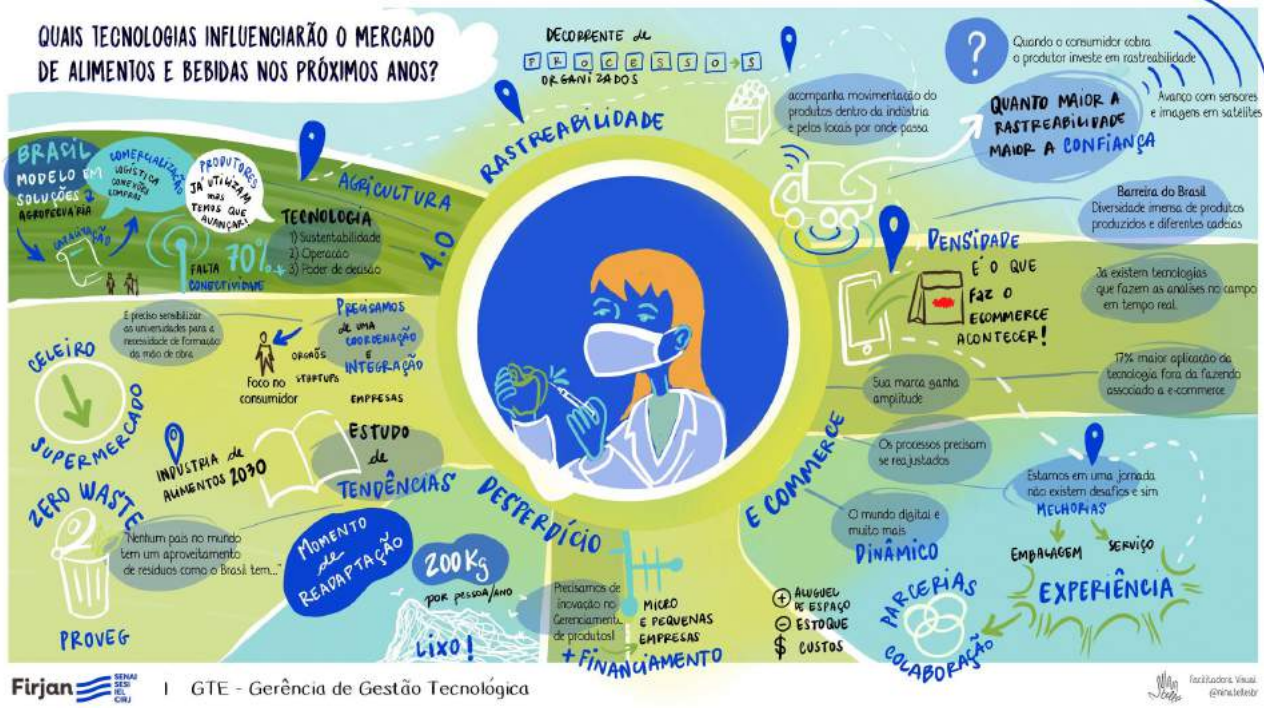 QUAIS TECNOLOGIAS INFLUENCIARÃO O MERCADO
DE ALIMENTOS E BEBIDAS NOS PRÓXIMOS ANOS?
BRASIL
MODELO EM
SOLUÇÕES
AGROPECUÁRIA
COMERCIALIZAÇÃO
LOGÍSTICA
CONEXÕES
COMPRAS
PRODUTORES
JÁ UTILIZAM
mas
TEMOS QUE
AVANÇAR!
FALTA
CONECTIVIDADE
70%+
TECNOLOGIA
1) Sustentabilidade
2) Operação
3) Poder de decisão
AGRICULTURA
4.0
DECORRENTE de
PROCESSOS
ORGANIZADOS
RASTREABILIDADE
acompanha movimentação do
produtos dentro da indústria
e pelos locais por onde passa
?
Quando o consumidor cobra
o produtor investe em rastreabilidade
Avanço com sensores
e imagens em satelites
QUANTO MAIOR A
RASTREABILIDADE
MAIOR A CONFIANÇA
Barreira do Brasil
Diversidade imensa de produtos
produzidos e diferentes cadeias
DENSIDADE
É O QUE
FAZ O
ECOMMERCE
ACONTECER!
Ja existem tecnologias
que fazem as analises no campo
em tempo real.
17% maior aplicação da
tecnologia fora da fazenda
associado a e-commerce
Sua marca ganha
amplitude
E COMMERCE
Os processos precisam
se reajustados
O mundo digital e
muito mais
DINÂMICO
Estamos em uma jornada
não existem desafios e sim
MELHORIAS
EMBALAGEM
SERVIÇO
EXPERIÊNCIA
PARCERIAS
COLABORAÇÃO
É preciso sensibilizar
as universidades para a
necessidade de formação
da mão de obra
PRECISAMOS
de UMA
COORDENAÇÃO
E
INTEGRAÇÃO
ORGÃOS
STARTUPS
EMPRESAS
Foco no
consumidor
CELEIRO
SUPERMERCADO
INDÚSTRIA de
ALIMENTOS 2030
ESTUDO
de
TENDÊNCIAS
ZERO WASTE
"Nenhum pais no mundo
tem um aproveitamento
de residuos como o Brasil tem..."
PROVEG
MOMENTO
de
READAPTAÇÃO
DESPERDÍCIO
200Kg
por PESSOA/ANO
LIXO!
Precisamos de
inovação no
Gerenciamento
de produtos!
MICRO
E PEQUENAS
EMPRESAS
+ FINANCIAMENTO
+ ALUGUEL
DE ESPAÇO
- ESTOQUE
$ CUSTOS
Firjan SENAI
SESI
IEL
CIRJ
| GTE - Gerência de Gestão Tecnológica
Facilitadora Visual